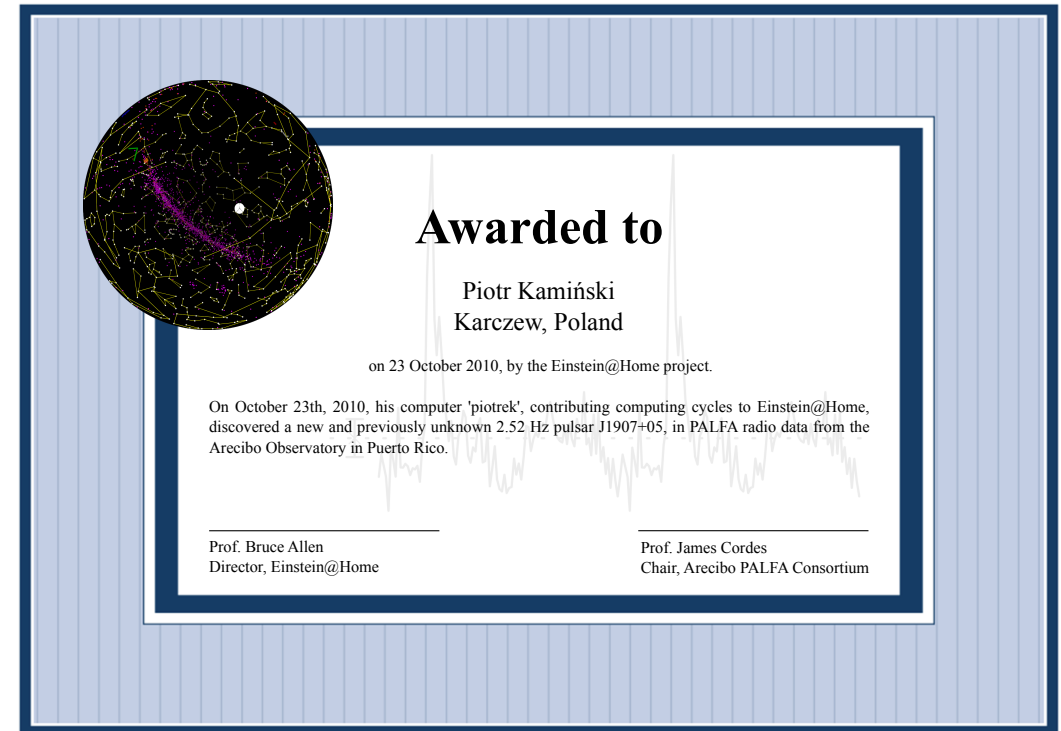 Awarded to
Piotr Kamiński
Karczew, Poland
on 23 October 2010, by the Einstein@Home project.
On October 23th, 2010, his computer 'piotrek', contributing computing cycles to Einstein@Home,
discovered a new and previously unknown 2.52 Hz pulsar J1907+05, in PALFA radio data from the
Arecibo Observatory in Puerto Rico.
Prof. Bruce Allen
Director, Einstein@Home
Prof. James Cordes
Chair, Arecibo PALFA Consortium